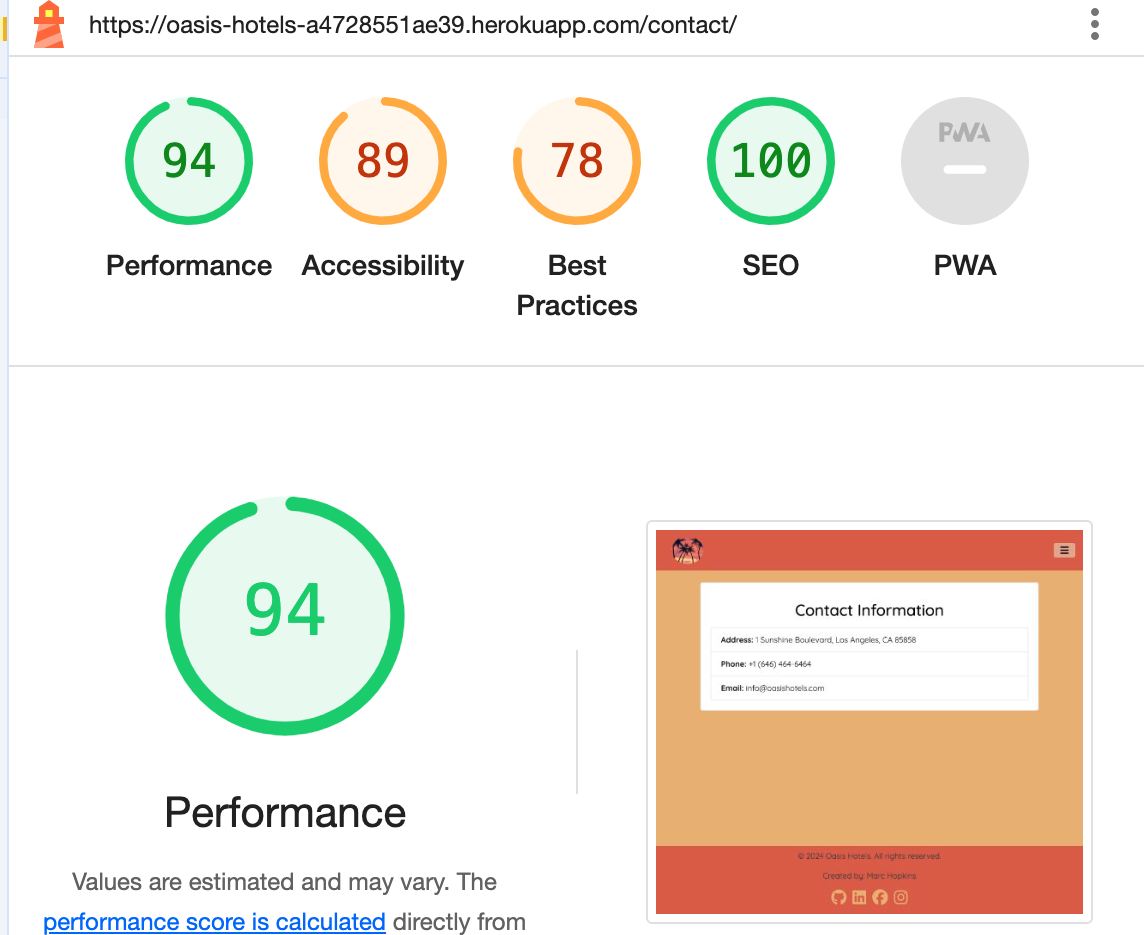 https://oasis-hotels-a4728551ae39.herokuapp.com/contact/
94
89
78
100
PWA
Performance
Accessibility
Best
Practices
SEO
PWA
94
Performance
Values are estimated and may vary. The
performance score is calculated directly from
Contact Information
Address: 1 Sunshine Boulevard, Los Angeles, CA 85858
Phone: +1 (646) 464-6464
Email: info@oasishotels.com
© 2024 Oasis Hotels. All rights reserved.
Created by: Marc Hopkins